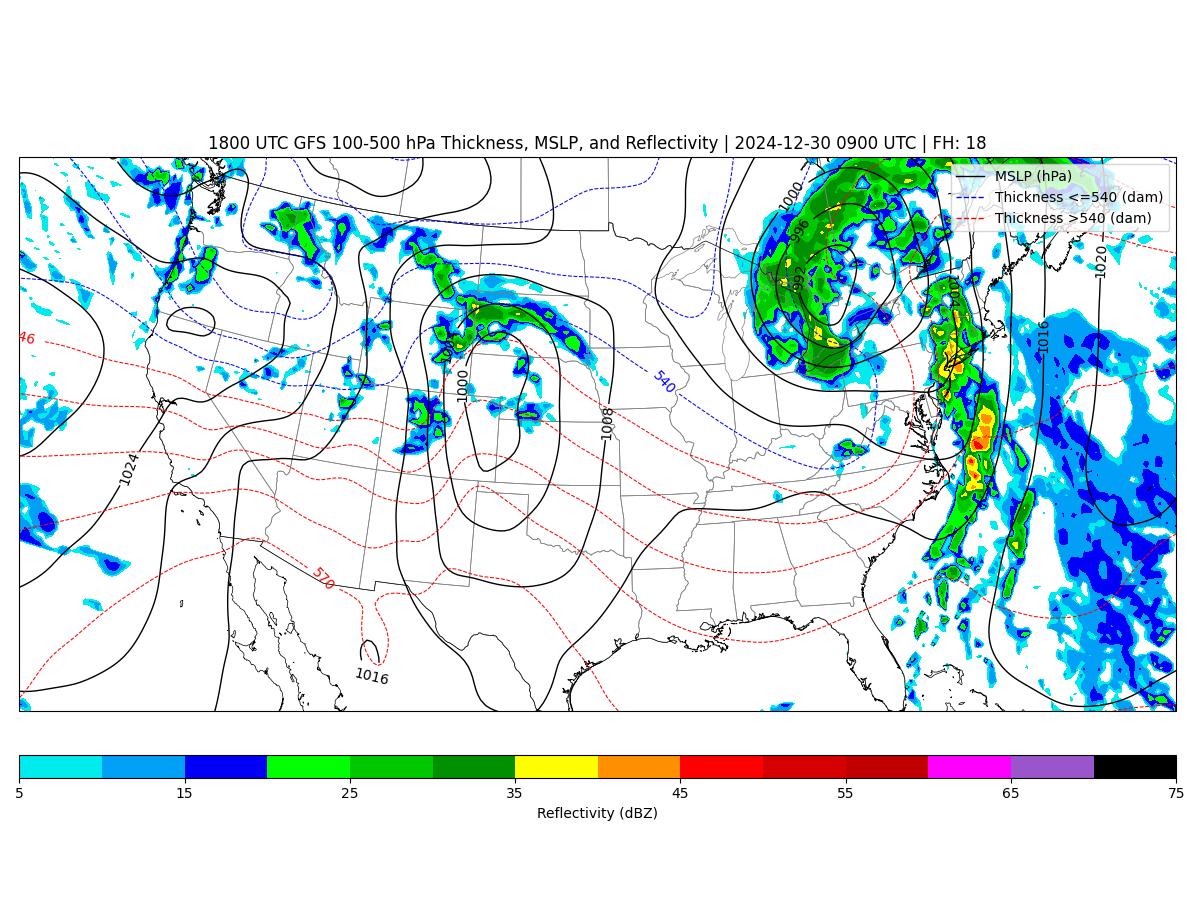 1800 UTC GFS 100-500 hPa Thickness, MSLP, and Reflectivity | 2024-12-30 0900 UTC | FH: 18
MSLP (hPa)
Thickness <=540 (dam)
Thickness >540 (dam)
1000
996
992
1020
1016
46
1000
540
1008
1024
570
1016
5 15 25 35 45 55 65 75
Reflectivity (dBZ)